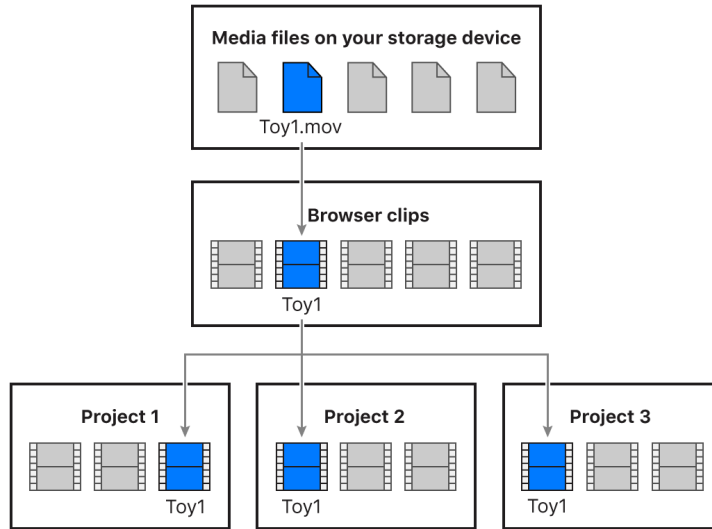 Media files on your storage device
Toy1.mov
Browser clips
Toy1
Project 1
Project 2
Project 3
Toy1
Toy1
Toy1